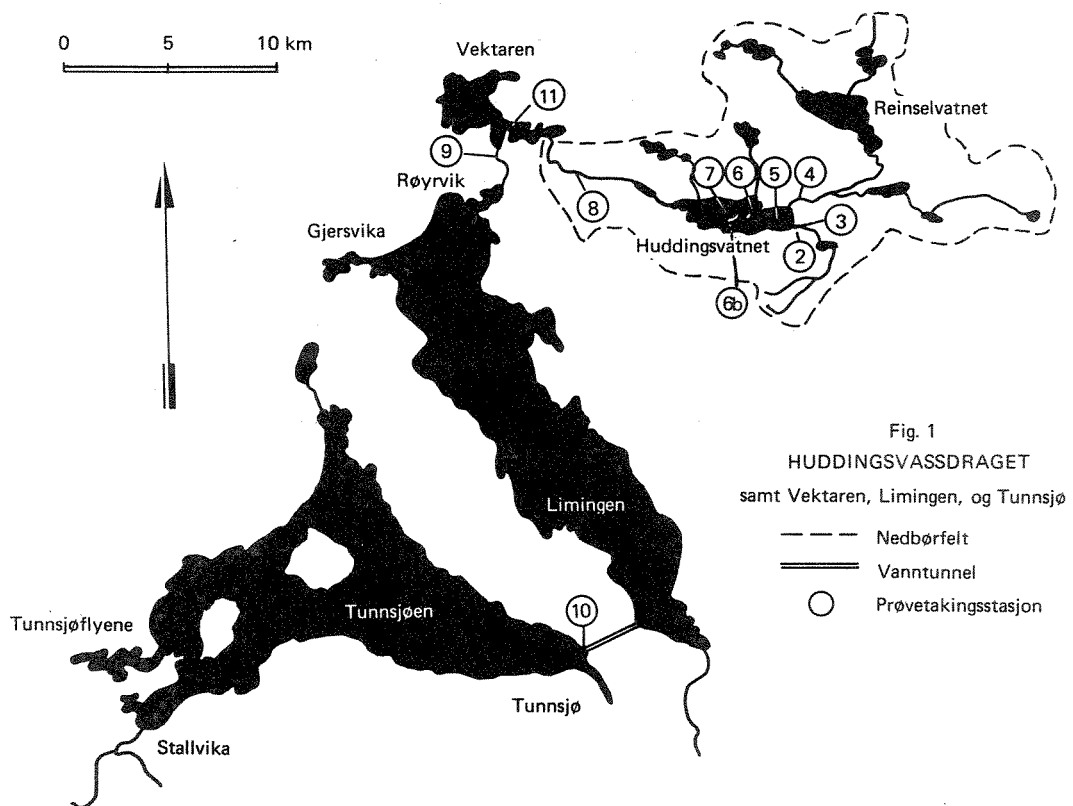 0 5 10 km
Vektaren
11
Reinselvatnet
9
Røyrvik
7 6 5 4
8
3
Gjersvika
Huddingsvatnet
2
6b
Fig. 1
HUDDINGSVASSDRAGET
samt Vektaren, Limingen, og Tunnsjø
Limingen
Nedbørfelt
Vanntunnel
10
Prøvetakingsstasjon
Tunnsjøen
Tunnsjøflyene
Tunnsjø
Stallvika